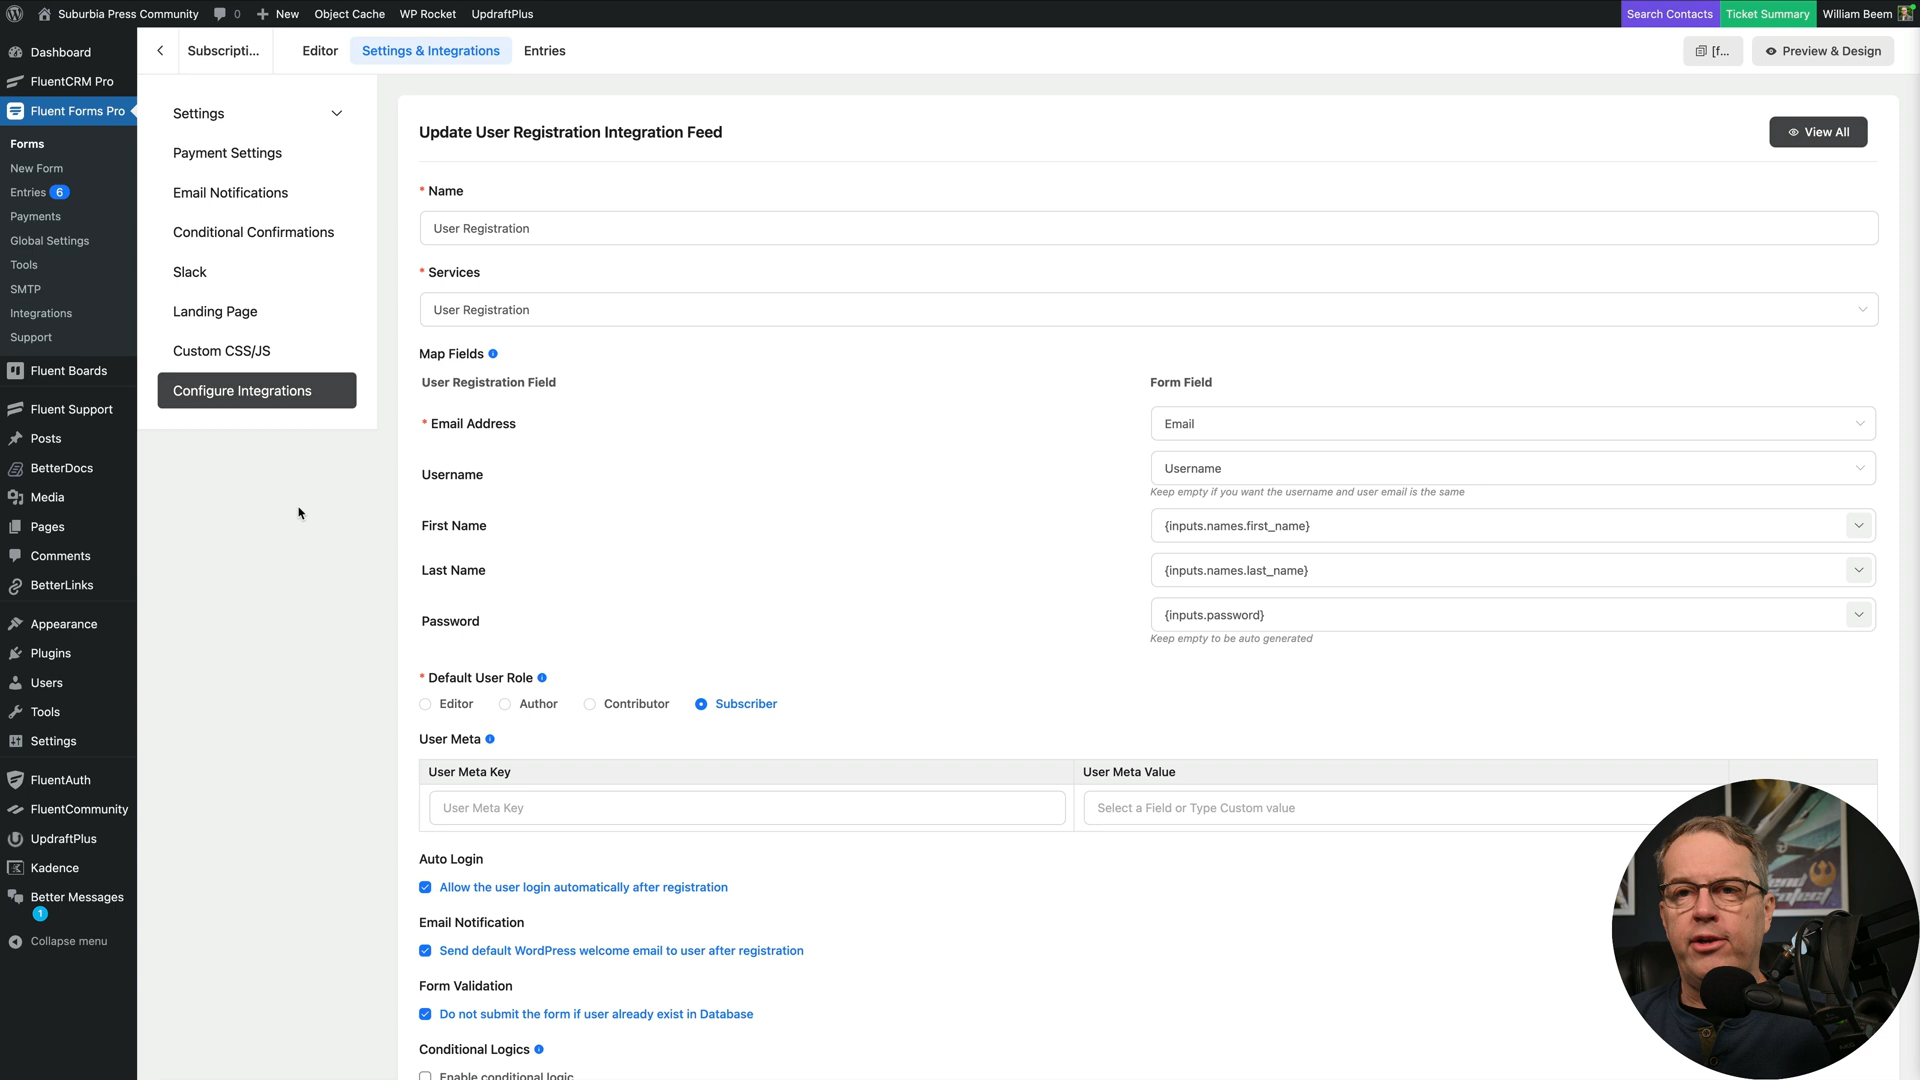 Suburbia Press Community
0
New
Object Cache
WP Rocket
UpdraftPlus
Search Contacts
Ticket Summary
William Beem
Dashboard
FluentCRM Pro
Fluent Forms Pro
Forms
New Form
Entries 6
Payments
Global Settings
Tools
SMTP
Integrations
Support
Fluent Boards
Fluent Support
Posts
BetterDocs
Media
Pages
Comments
BetterLinks
Appearance
Plugins
Users
Tools
Settings
FluentAuth
FluentCommunity
UpdraftPlus
Kadence
Better Messages
1
Collapse menu
Subscripti...
Editor
Settings & Integrations
Entries
[f...
Preview & Design
Settings
Payment Settings
Email Notifications
Conditional Confirmations
Slack
Landing Page
Custom CSS/JS
Configure Integrations
Update User Registration Integration Feed
View All
* Name
User Registration
* Services
User Registration
Map Fields
User Registration Field
Form Field
* Email Address
Email
Username
Username
Keep empty if you want the username and user email is the same
First Name
{inputs.names.first_name}
Last Name
{inputs.names.last_name}
Password
{inputs.password}
Keep empty to be auto generated
* Default User Role
Editor
Author
Contributor
Subscriber
User Meta
User Meta Key
User Meta Value
User Meta Key
Select a Field or Type Custom value
Auto Login
Allow the user login automatically after registration
Email Notification
Send default WordPress welcome email to user after registration
Form Validation
Do not submit the form if user already exist in Database
Conditional Logics
Enable conditional logic